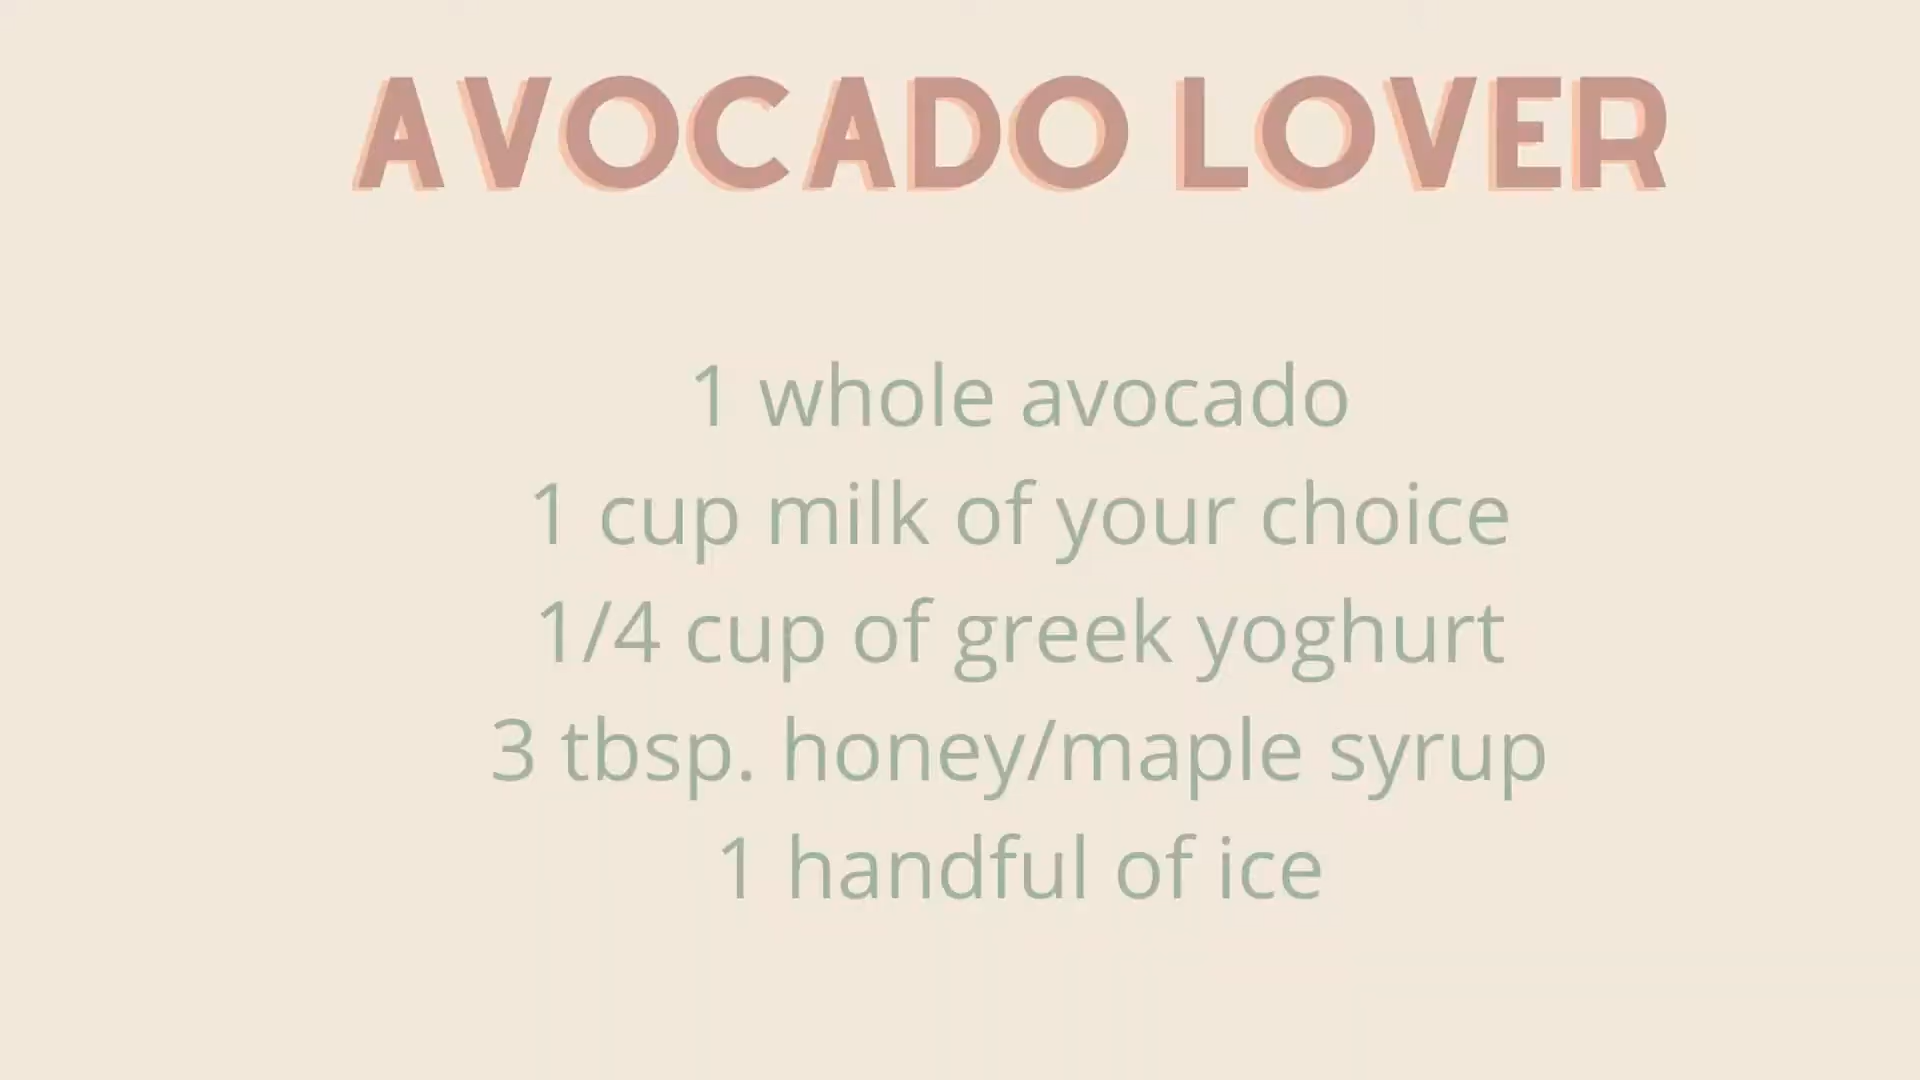 AVOCADO LOVER
1 whole avocado
1 cup milk of your choice
1/4 cup of greek yoghurt
3 tbsp. honey/maple syrup
1 handful of ice